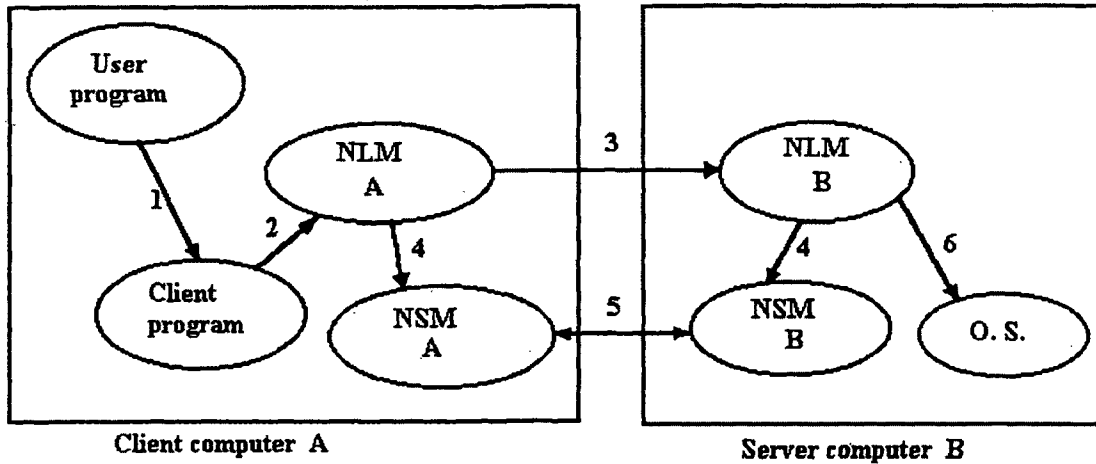 User
program
1
Client
program
2
NLM
A
4
NSM
A
3
5
NLM
B
4
6
NSM
B
O. S.
Client computer A
Server computer B